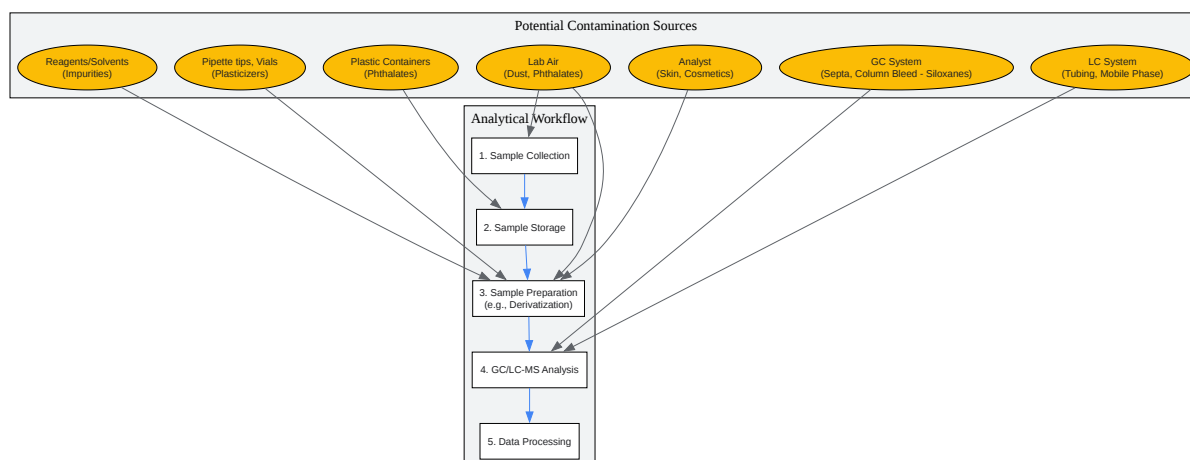 Potential Contamination Sources
Reagents/Solvents
(Impurities)
Pipette tips, Vials
(Plasticizers)
Plastic Containers
(Phthalates)
Lab Air
(Dust, Phthalates)
Analyst
(Skin, Cosmetics)
GC System
(Septa, Column Bleed - Siloxanes)
LC System
(Tubing, Mobile Phase)
Analytical Workflow
1. Sample Collection
2. Sample Storage
3. Sample Preparation
(e.g., Derivatization)
4. GC/LC-MS Analysis
5. Data Processing